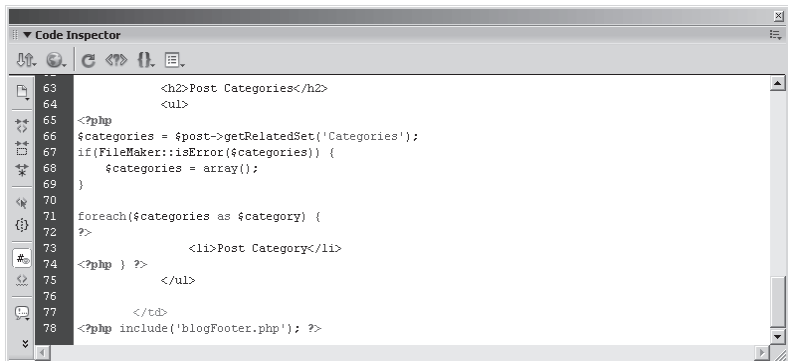 Code Inspector
63 <h2>Post Categories</h2>
64 <ul>
65 <?php
66 $categories = $post->getRelatedSet('Categories');
67 if(FileMaker::isError($categories)) {
68 $categories = array();
69 }
70
71 foreach($categories as $category) {
72 ?>
73 <li>Post Category</li>
74 <?php } ?>
75 </ul>
76
77 </td>
78 <?php include('blogFooter.php'); ?>